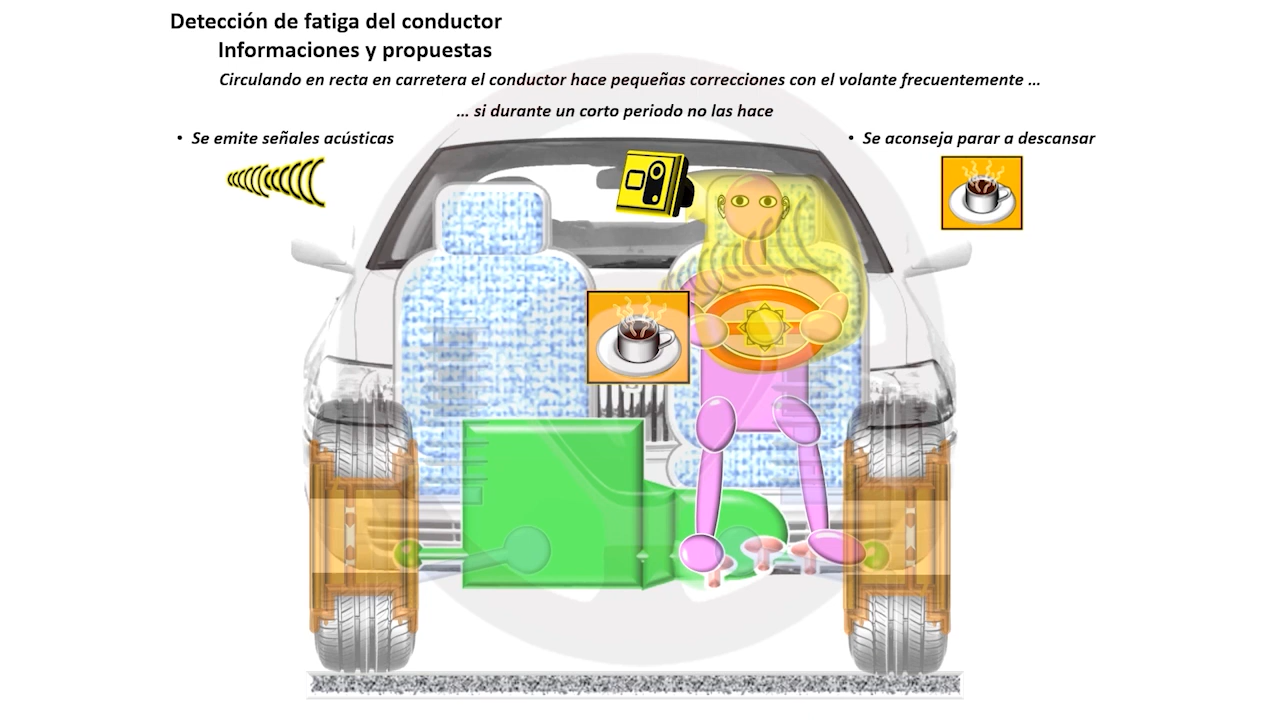 Detección de fatiga del conductor
Informaciones y propuestas
Circulando en recta en carretera el conductor hace pequeñas correcciones con el volante frecuentemente ...
... si durante un corto periodo no las hace
• Se emite señales acústicas
• Se aconseja parar a descansar